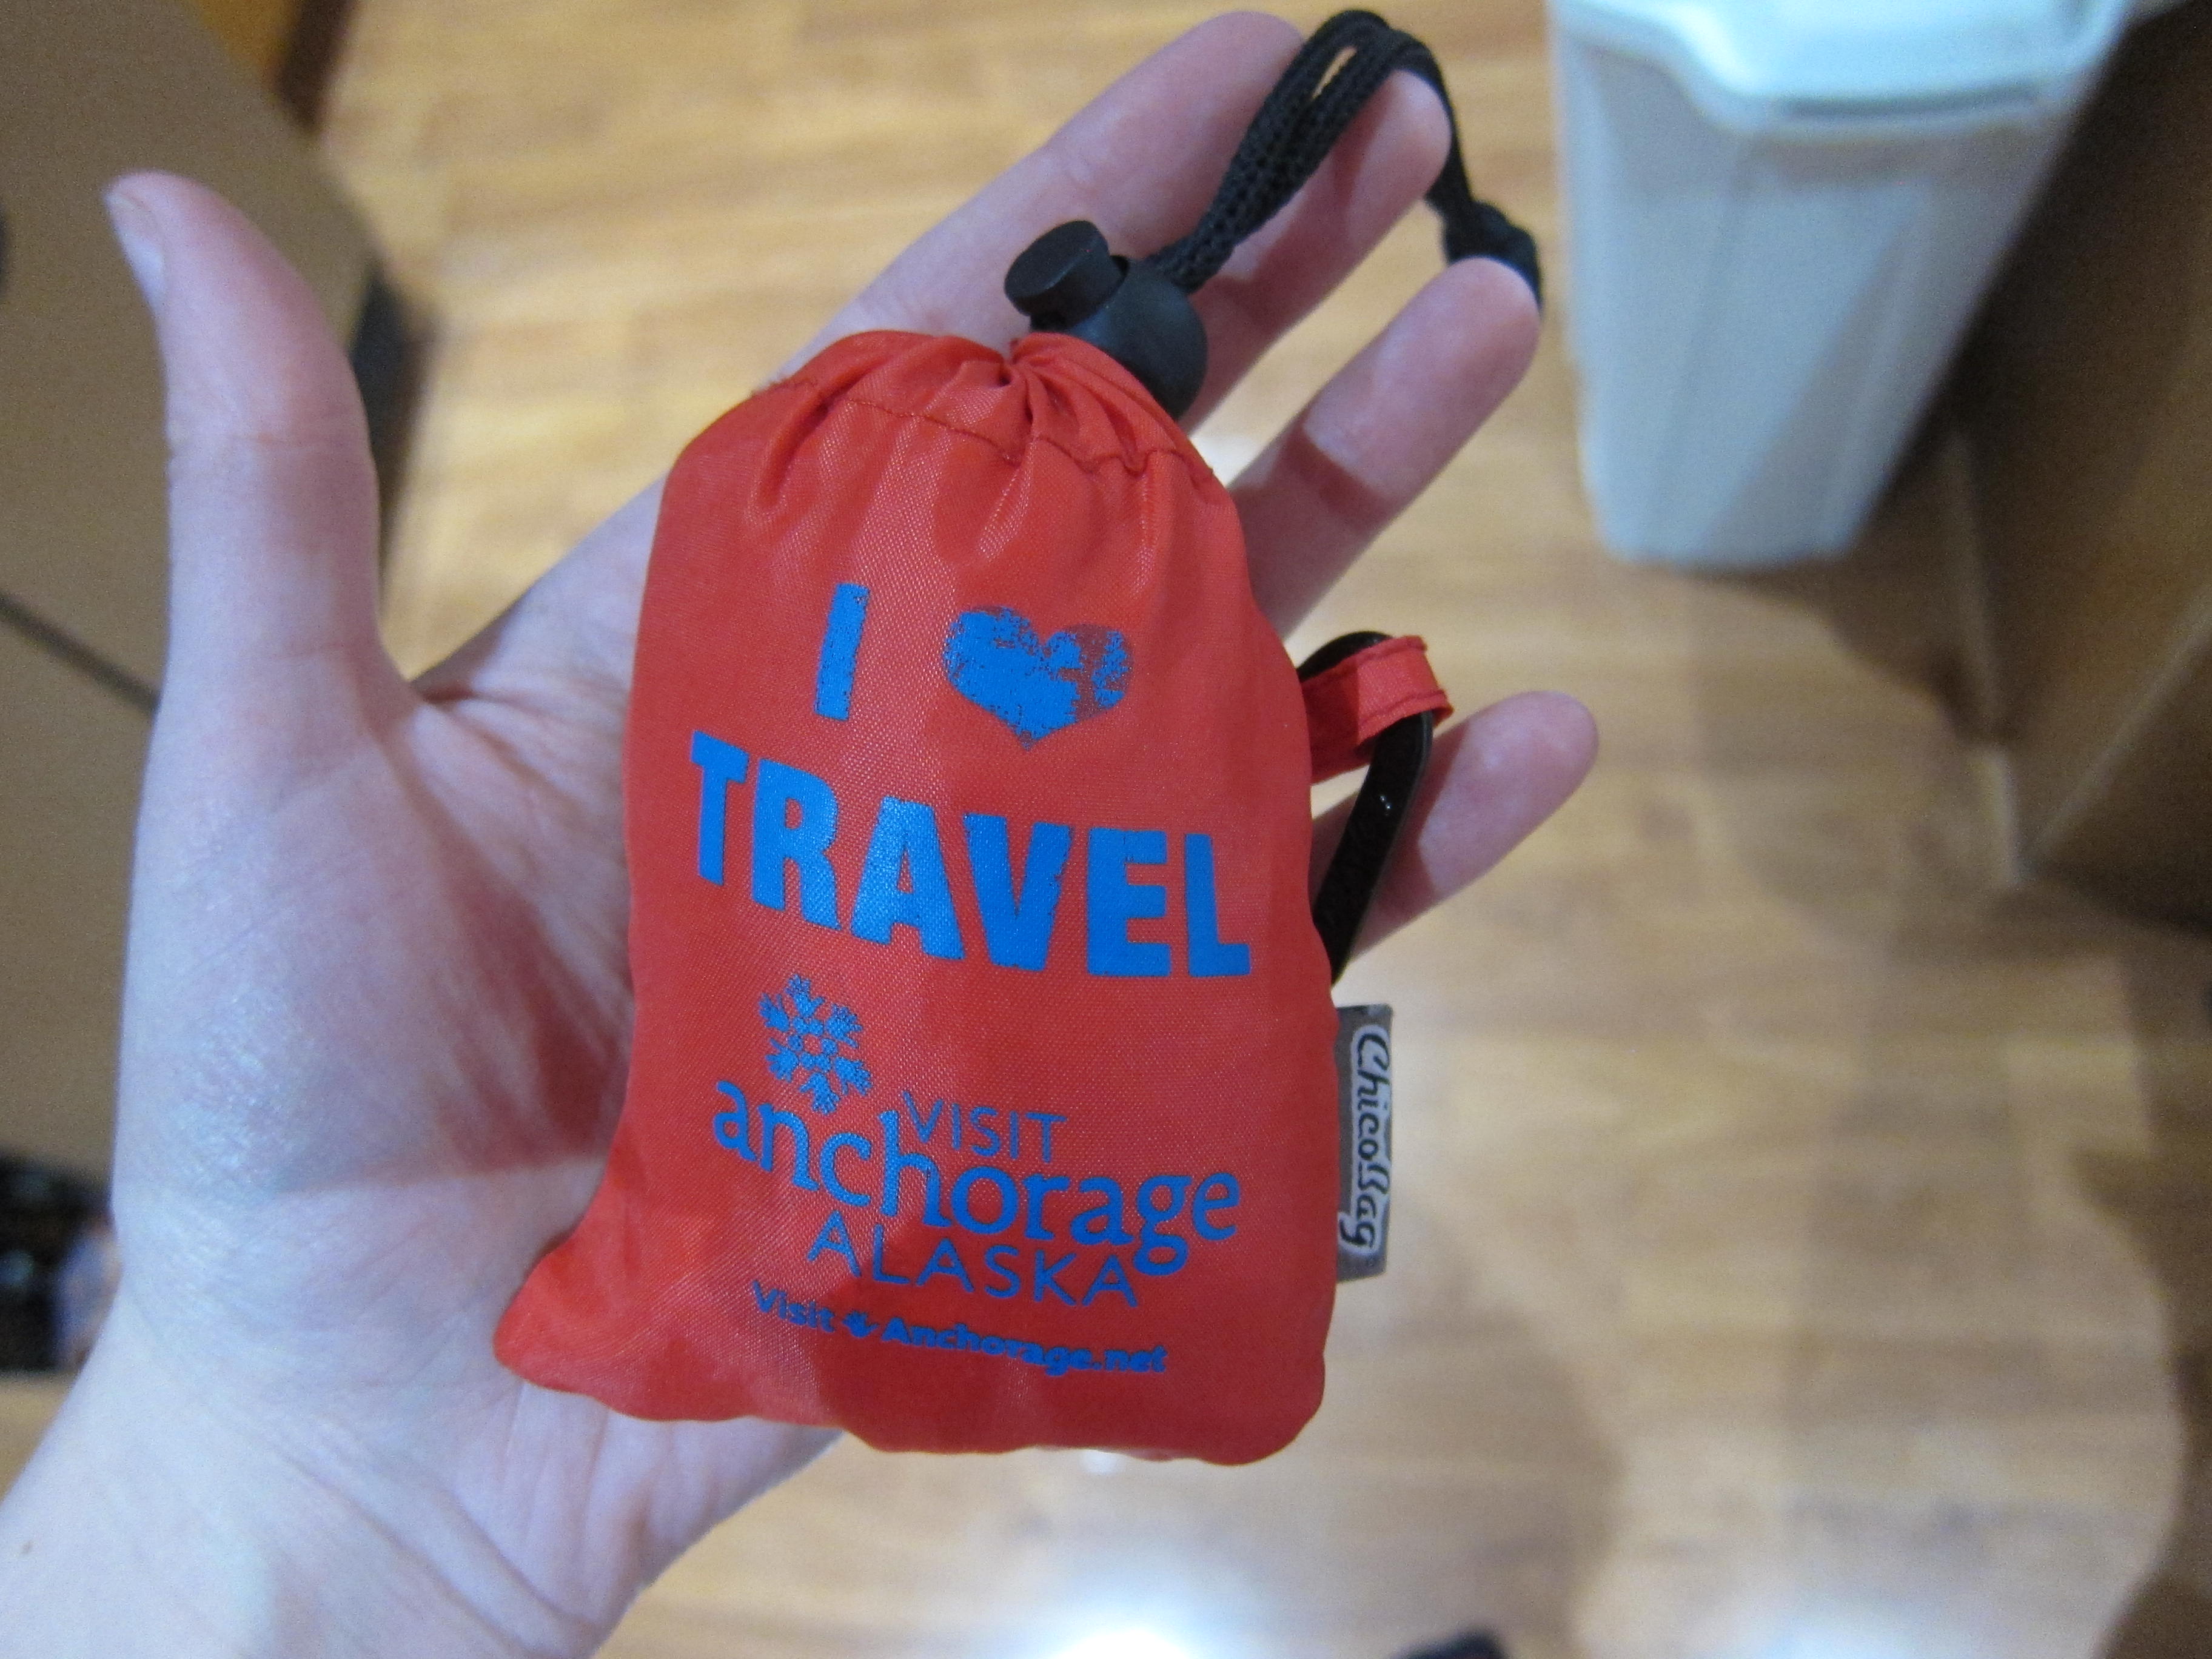 I
TRAVEL
VISIT
anchorage
ALASKA
Visit Anchorage.net
ChicoBag